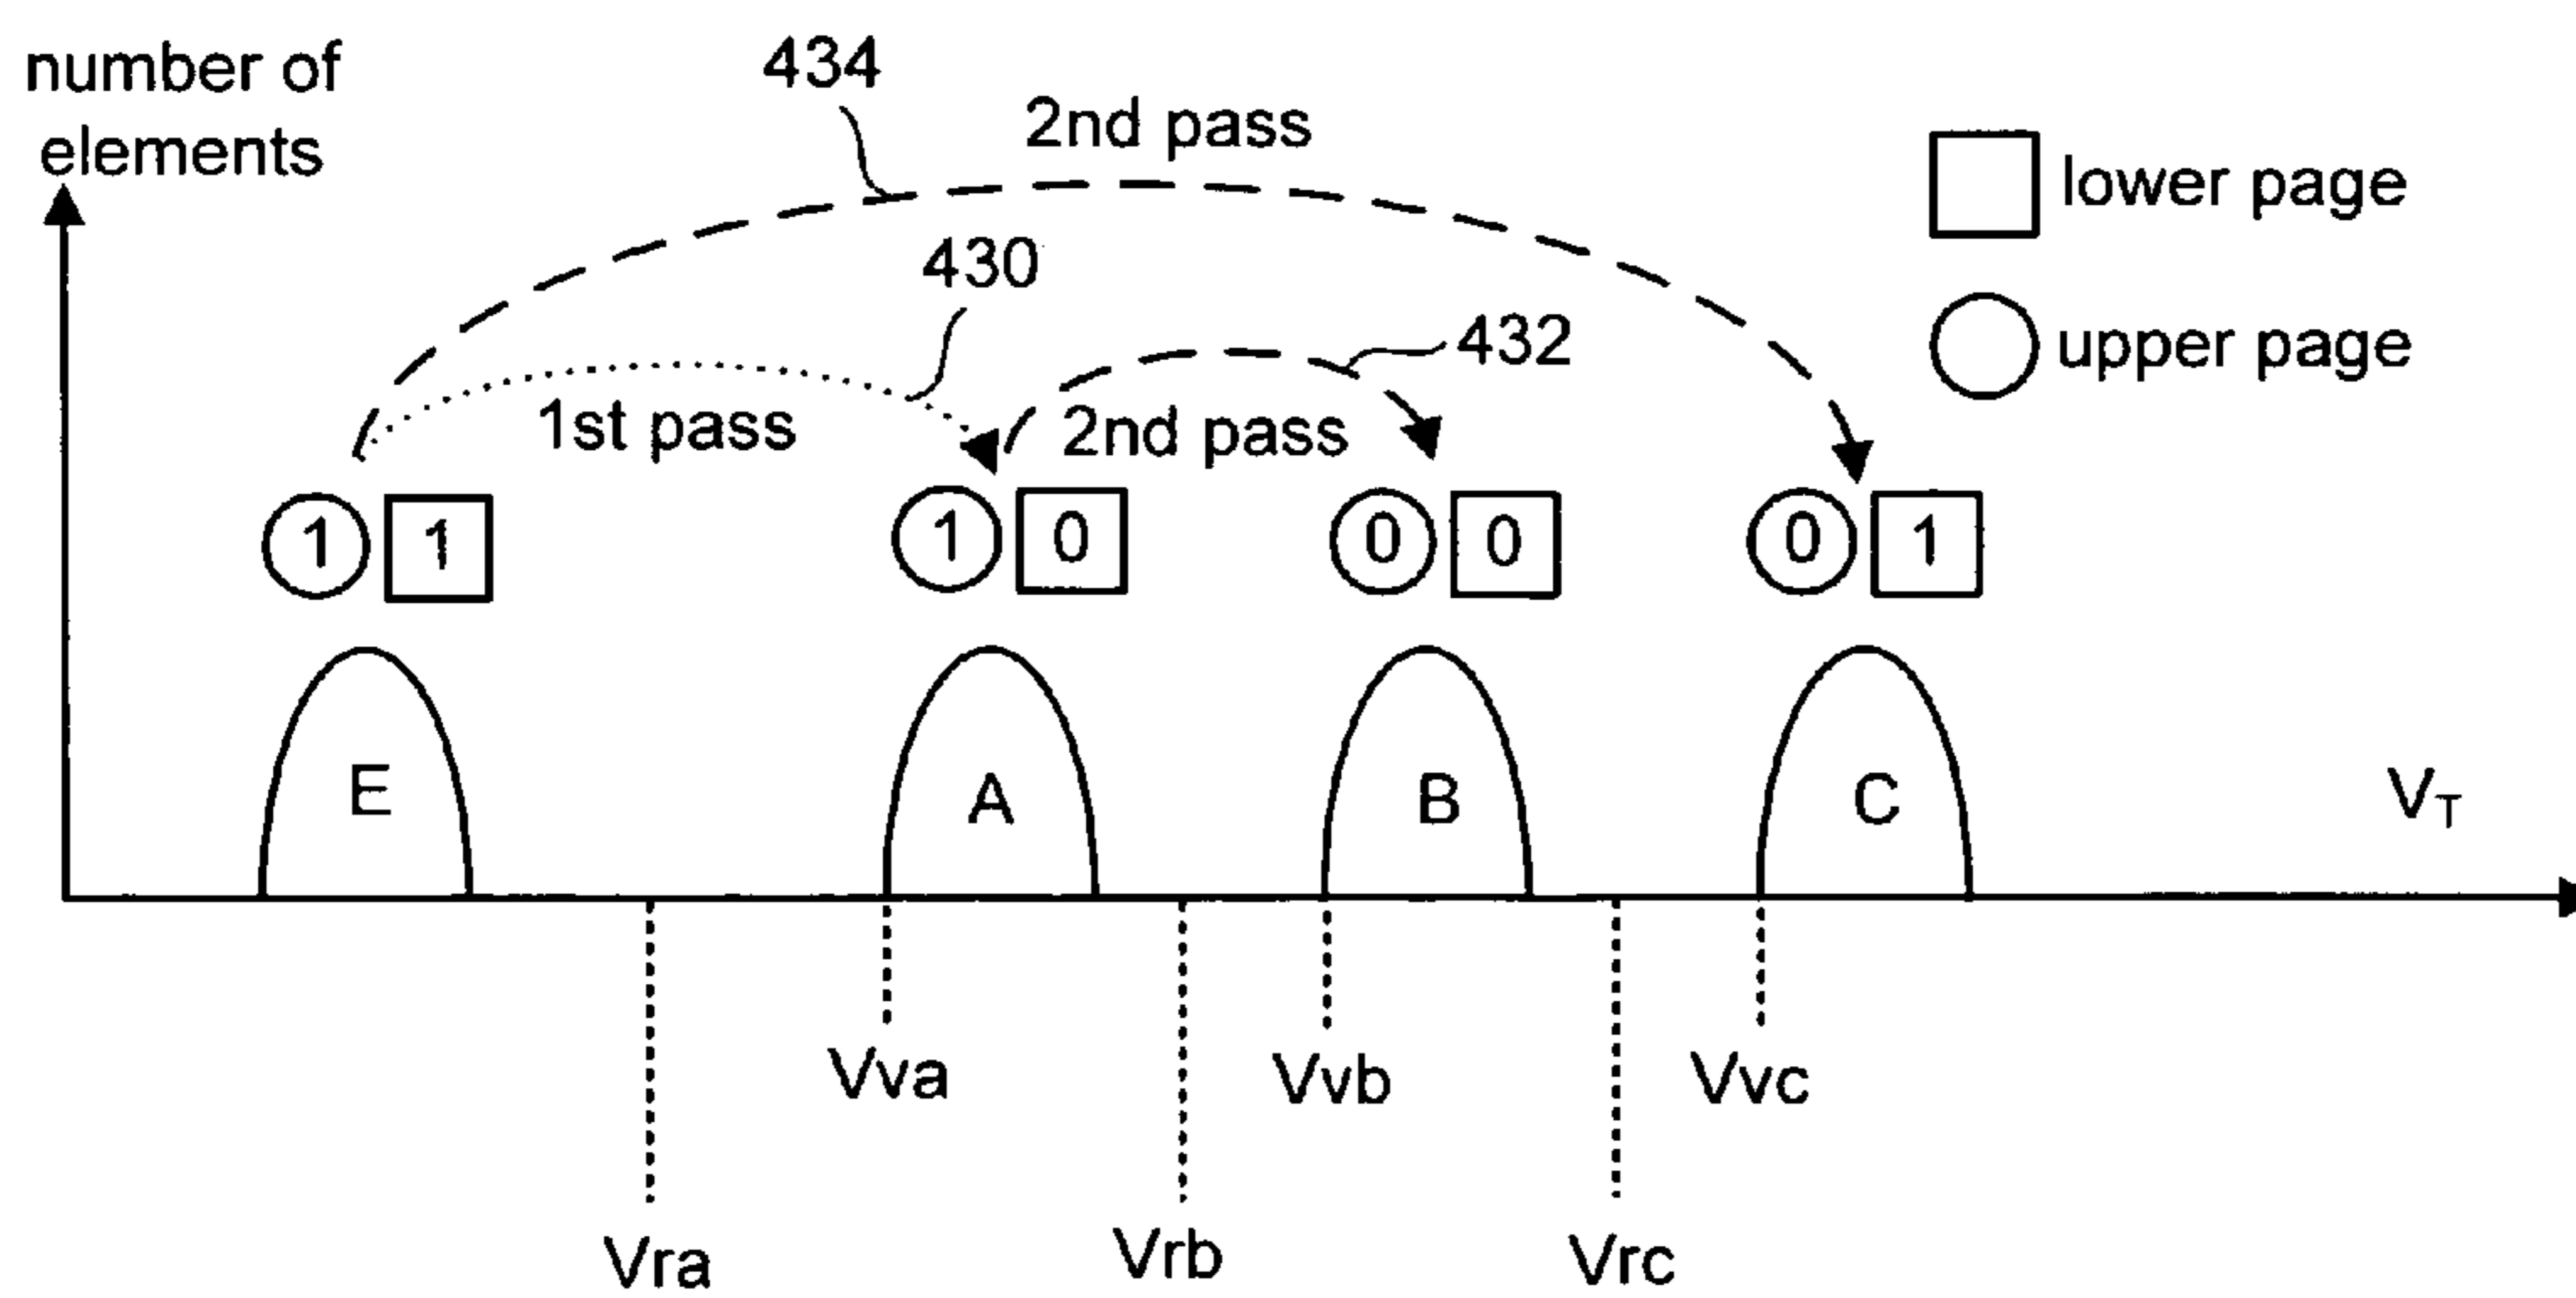 number of
elements
434
2nd pass
lower page
430
upper page
432
1st pass
2nd pass
1 1
1 0
0 0
0 1
E
A
B
C
VT
Vva
Vvb
Vvc
Vra
Vrb
Vrc